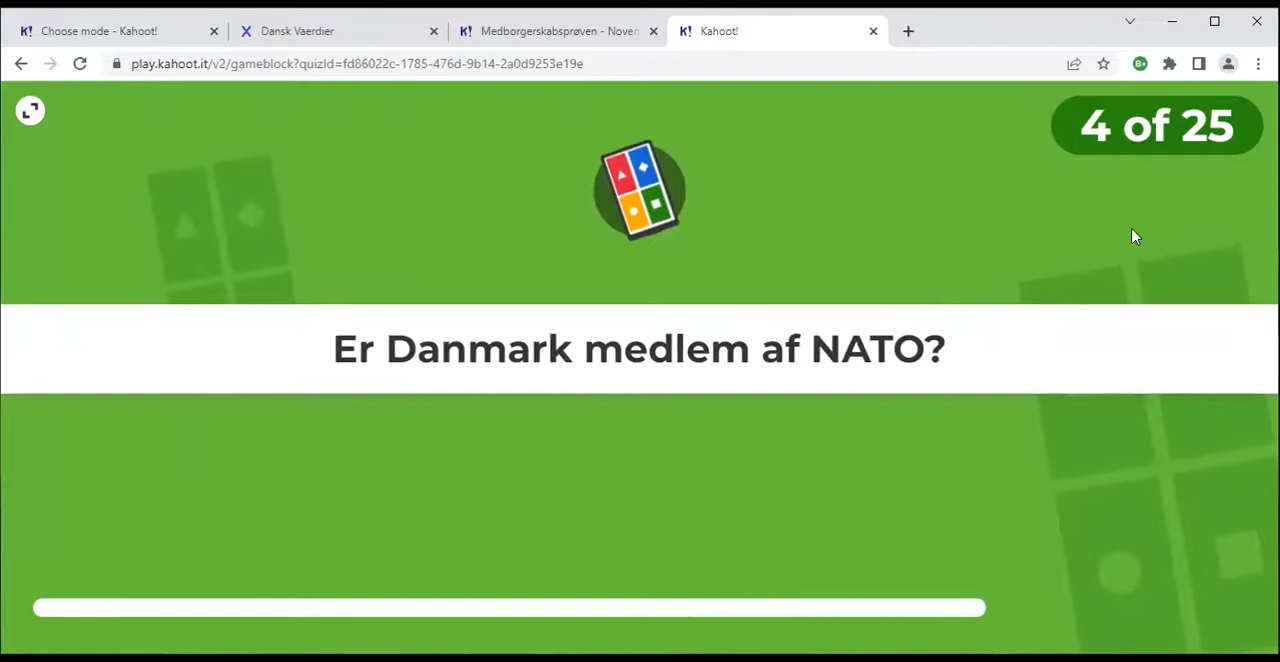 K! Choose mode - Kahoot!
Dansk Vaerdier
K! Medborgerskabsprøven - Noven
K! Kahoot!
play.kahoot.it/v2/gameblock?quizId=fd86022c-1785-476d-9b14-2a0d9253e19e
B+
4 of 25
Er Danmark medlem af NATO?